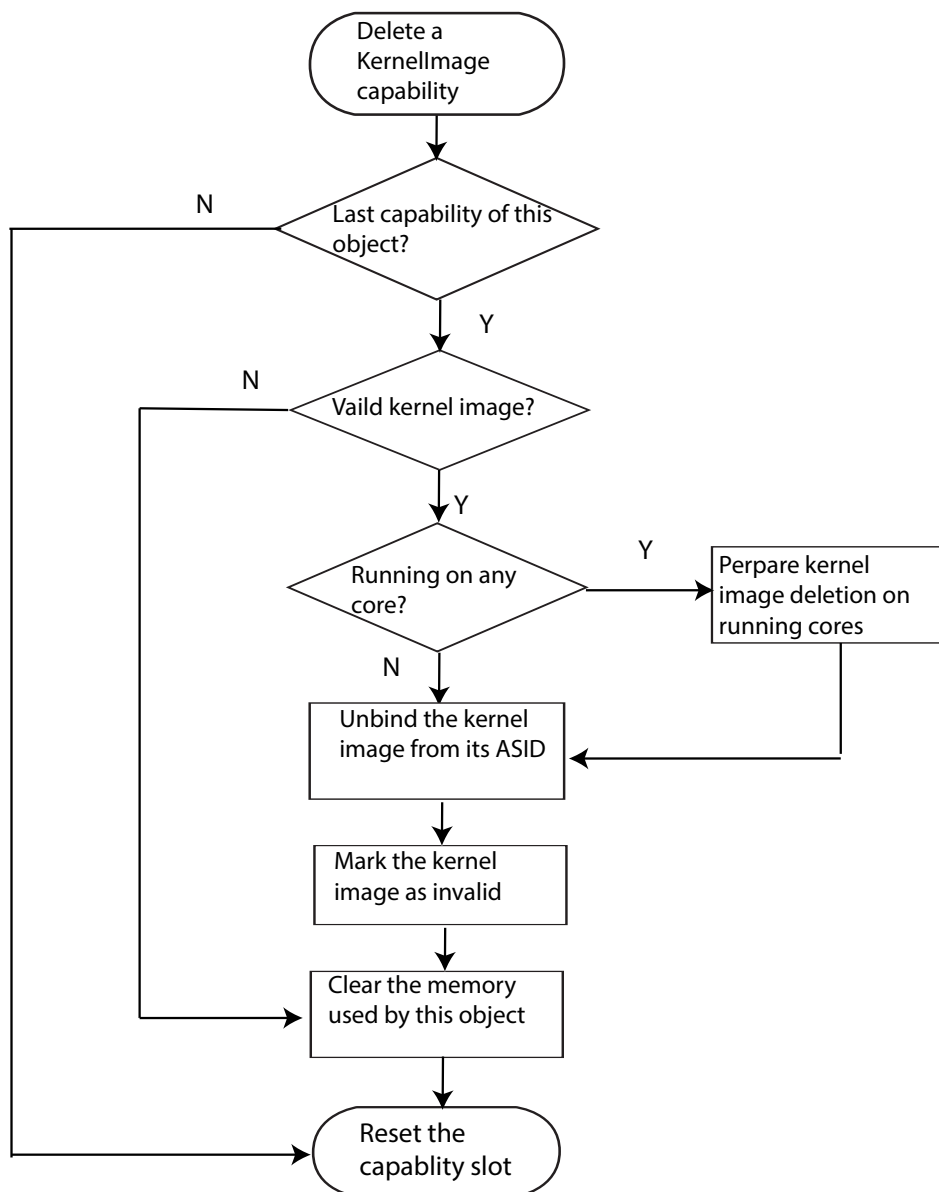 Delete a
KernelImage
capability
N
Last capability of this
object?
Y
N
Vaild kernel image?
Y
Running on any
core?
Y
Perpare kernel
image deletion on
running cores
N
Unbind the kernel
image from its ASID
Mark the kernel
image as invalid
Clear the memory
used by this object
Reset the
capablity slot